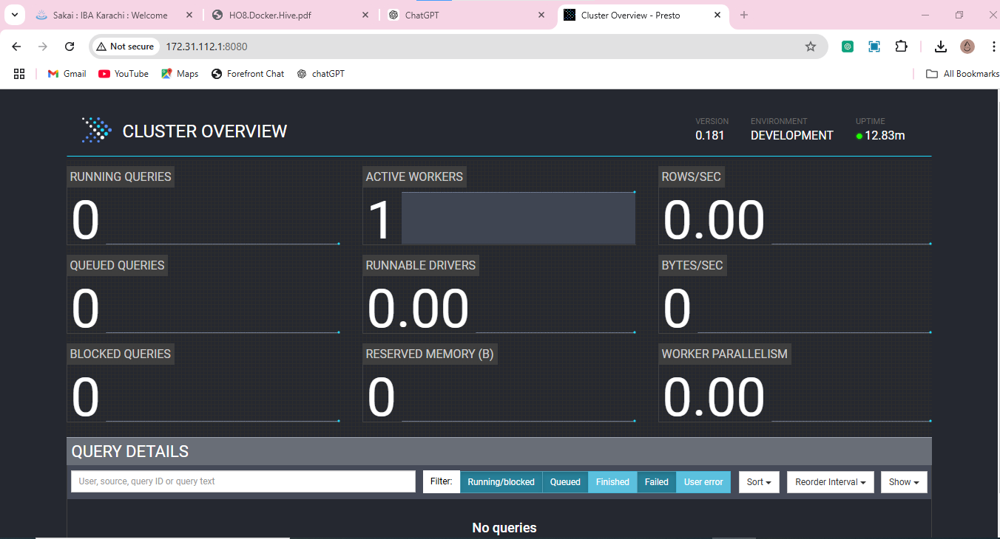 Sakai : IBA Karachi : Welcome
HO8.Docker.Hive.pdf
ChatGPT
Cluster Overview - Presto
Not secure
172.31.112.1:8080
Gmail
YouTube
Maps
Forefront Chat
chatGPT
All Bookmarks
CLUSTER OVERVIEW
VERSION
0.181
ENVIRONMENT
DEVELOPMENT
UPTIME
12.83m
RUNNING QUERIES
0
ACTIVE WORKERS
1
ROWS/SEC
0.00
QUEUED QUERIES
0
RUNNABLE DRIVERS
0.00
BYTES/SEC
0
BLOCKED QUERIES
0
RESERVED MEMORY (B)
0
WORKER PARALLELISM
0.00
QUERY DETAILS
User, source, query ID or query text
Filter:
Running/blocked
Queued
Finished
Failed
User error
Sort
Reorder Interval
Show
No queries